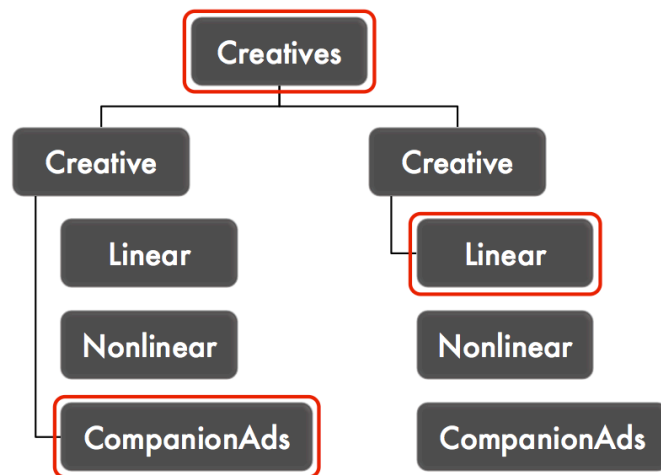 Creatives
Creative
Creative
Linear
Linear
Nonlinear
Nonlinear
CompanionAds
CompanionAds